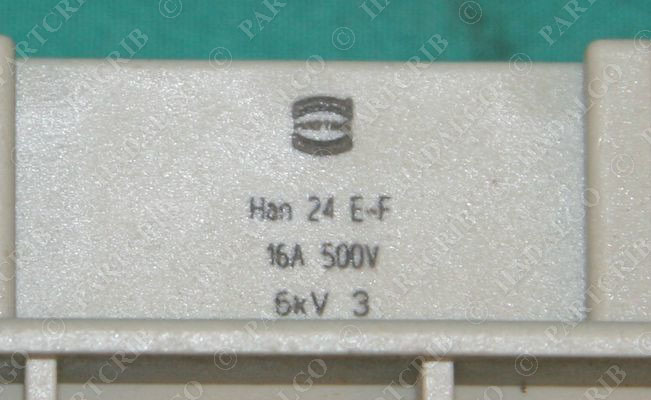 Han 24 E-F
16A 500V
6kV 3